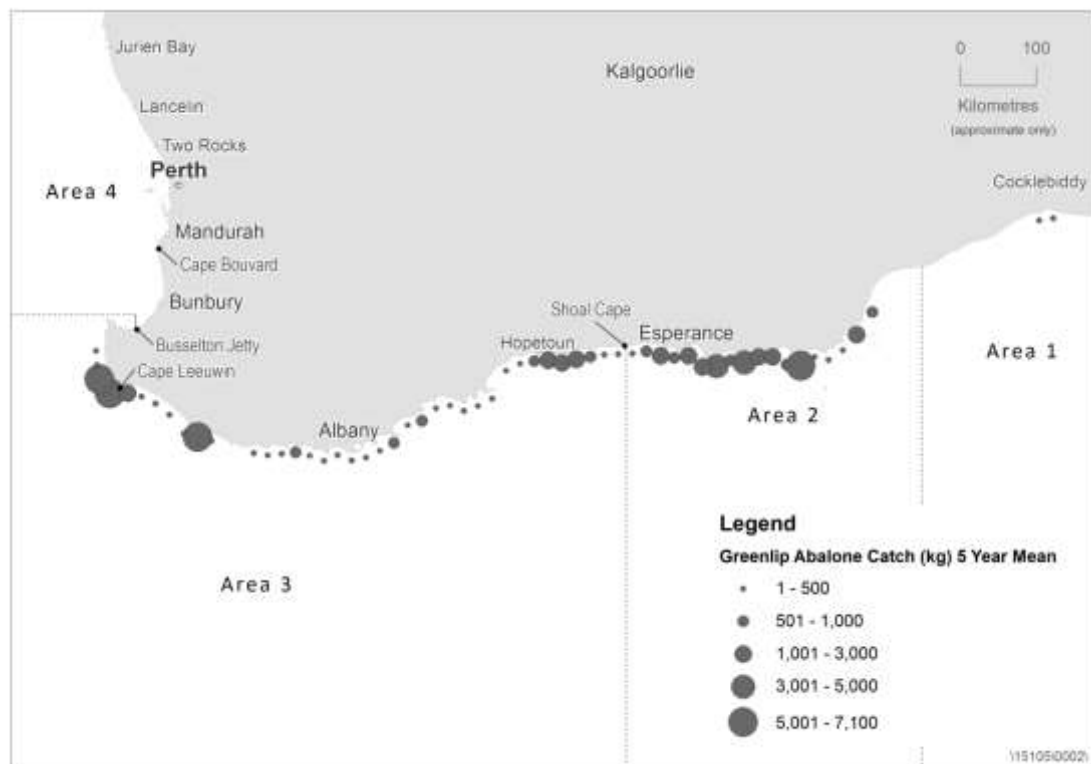 Jurien Bay
Lancelin
Two Rocks
Perth
Area 4
Mandurah
Cape Bouvard
Bunbury
Busselton Jetty
Cape Leeuwin
Kalgoorlie
0 100
Kilometres
(approximate only)
Cocklebiddy
Shoal Cape
Hopetoun
Esperance
Albany
Area 1
Area 2
Area 3
Legend
Greenlip Abalone Catch (kg) 5 Year Mean
1 - 500
501 - 1,000
1,001 - 3,000
3,001 - 5,000
5,001 - 7,100
\15105\0002\